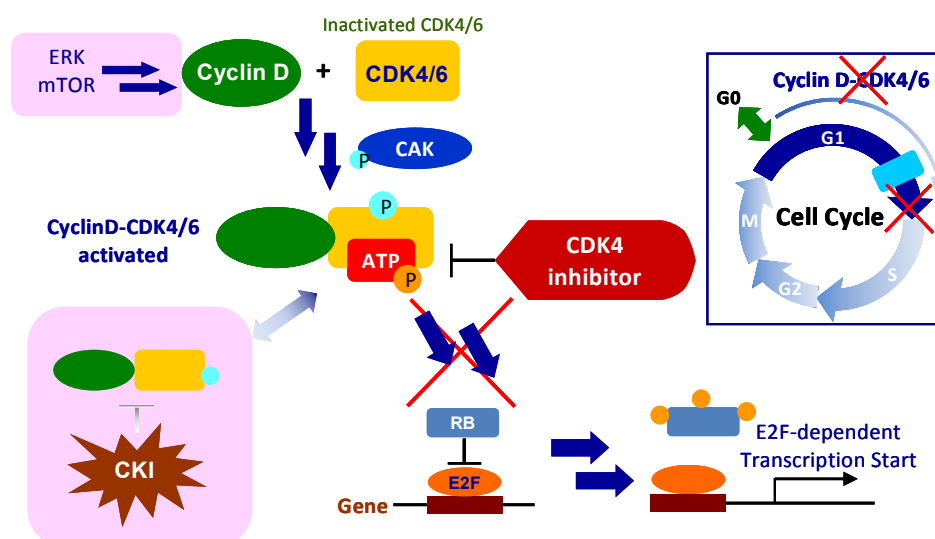 Inactivated CDK4/6
ERK
mTOR
Cyclin D
+
CDK4/6
P
CAK
CyclinD-CDK4/6
activated
P
ATP
P
CDK4
inhibitor
Cyclin D-CDK4/6
G0
G1
Cell Cycle
M
S
G2
CKI
RB
E2F
Gene
E2F-dependent
Transcription Start